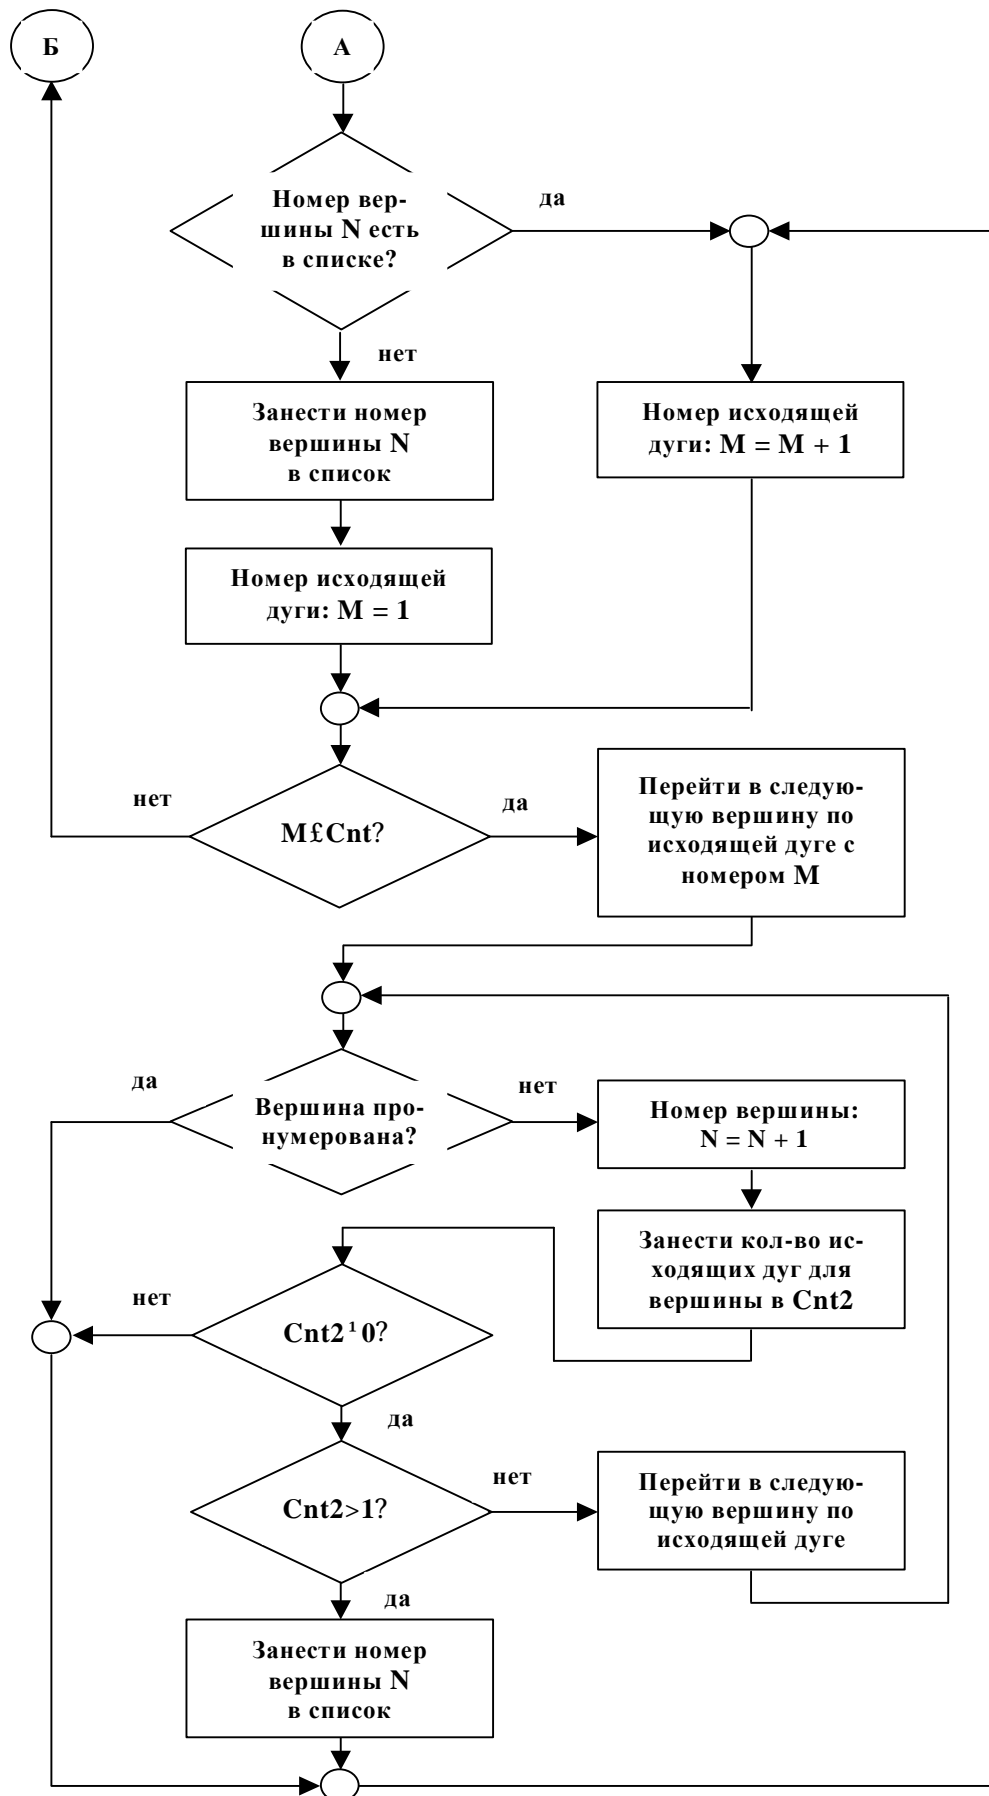 Б
А
Номер вер-
шины N есть
в списке?
да
нет
Занести номер
вершины N
в список
Номер исходящей
дуги: M = M + 1
Номер исходящей
дуги: M = 1
нет
M£Cnt?
да
Перейти в следую-
щую вершину по
исходящей дуге с
номером M
да
Вершина про-
нумерована?
нет
Номер вершины:
N = N + 1
Занести кол-во ис-
ходящих дуг для
вершины в Cnt2
нет
Cnt2¹0?
да
Cnt2>1?
нет
Перейти в следую-
щую вершину по
исходящей дуге
да
Занести номер
вершины N
в список